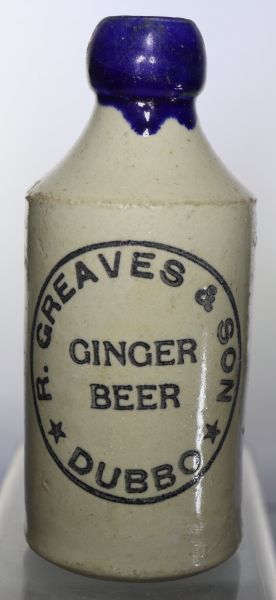 R. GREAVES & SON
GINGER
BEER
★ DUBBO ★